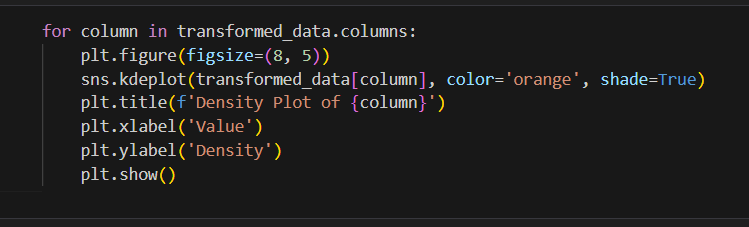 for column in transformed_data.columns:
    plt.figure(figsize=(8, 5))
    sns.kdeplot(transformed_data[column], color='orange', shade=True)
    plt.title(f'Density Plot of {column}')
    plt.xlabel('Value')
    plt.ylabel('Density')
    plt.show()